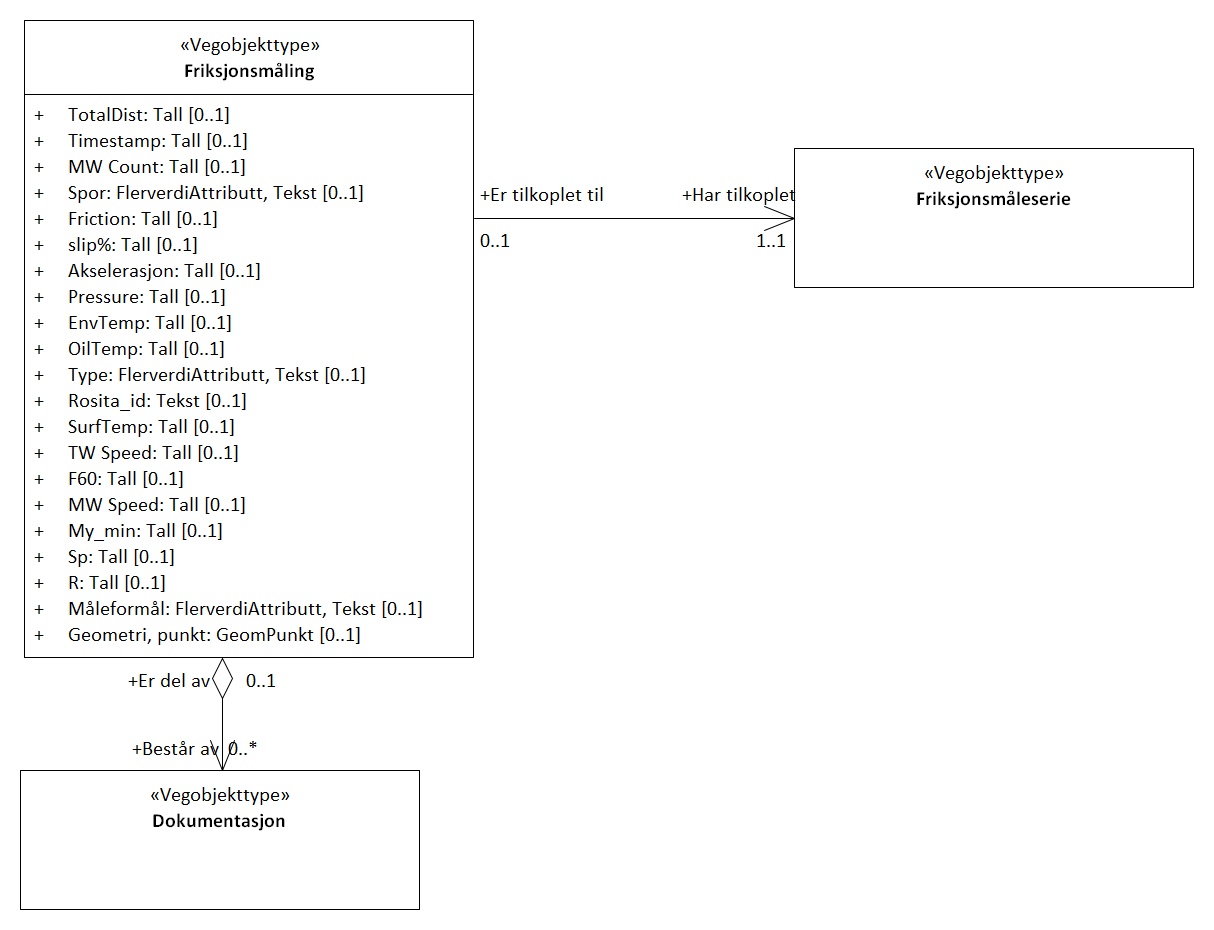 «Vegobjekttype»
Friksjonsmåling
+ TotalDist: Tall [0..1]
+ Timestamp: Tall [0..1]
+ MW Count: Tall [0..1]
+ Spor: FlerverdiAttributt, Tekst [0..1]
+ Friction: Tall [0..1]
+ slip%: Tall [0..1]
+ Akselerasjon: Tall [0..1]
+ Pressure: Tall [0..1]
+ EnvTemp: Tall [0..1]
+ OilTemp: Tall [0..1]
+ Type: FlerverdiAttributt, Tekst [0..1]
+ Rosita_id: Tekst [0..1]
+ SurfTemp: Tall [0..1]
+ TW Speed: Tall [0..1]
+ F60: Tall [0..1]
+ MW Speed: Tall [0..1]
+ My_min: Tall [0..1]
+ Sp: Tall [0..1]
+ R: Tall [0..1]
+ Måleformål: FlerverdiAttributt, Tekst [0..1]
+ Geometri, punkt: GeomPunkt [0..1]
+Er tilkoplet til +Har tilkoplet
0..1 1..1
«Vegobjekttype»
Friksjonsmåleserie
+Er del av 0..1
+Består av 0..*
«Vegobjekttype»
Dokumentasjon